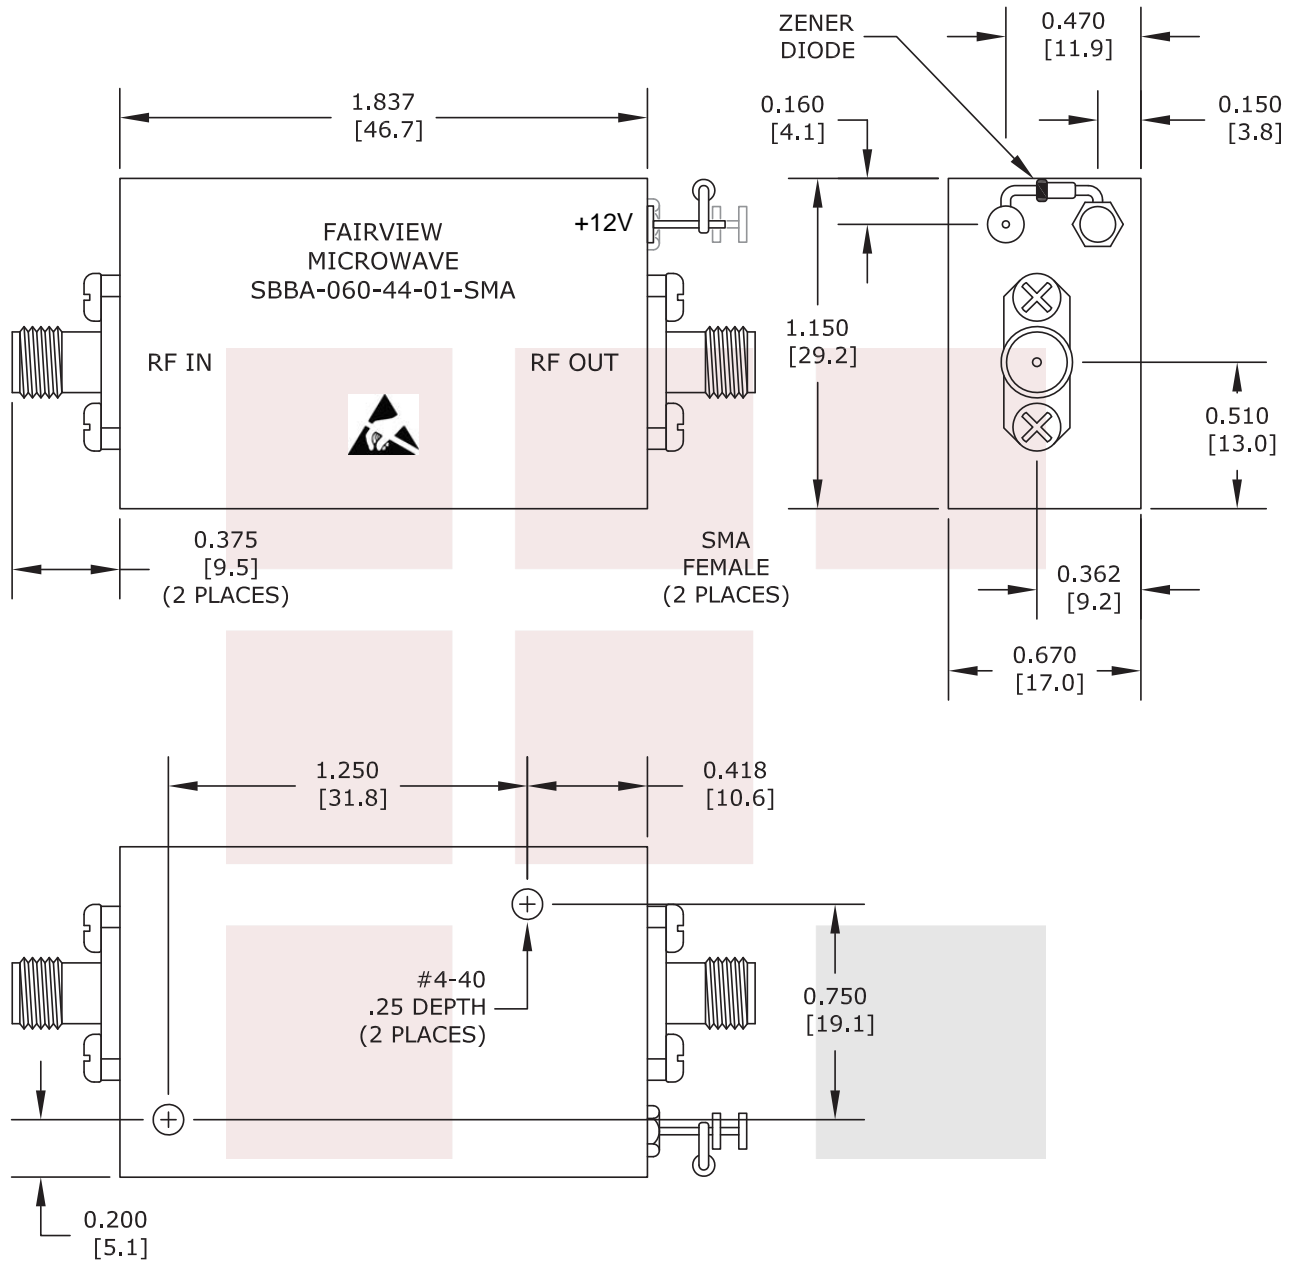 ZENER
DIODE
0.470
[11.9]
1.837
[46.7]
0.160
[4.1]
0.150
[3.8]
FAIRVIEW
MICROWAVE
SBBA-060-44-01-SMA
+12V
RF IN
RF OUT
1.150
[29.2]
0.510
[13.0]
0.375
[9.5]
(2 PLACES)
SMA
FEMALE
(2 PLACES)
0.362
[9.2]
0.670
[17.0]
1.250
[31.8]
0.418
[10.6]
#4-40
.25 DEPTH
(2 PLACES)
0.750
[19.1]
0.200
[5.1]